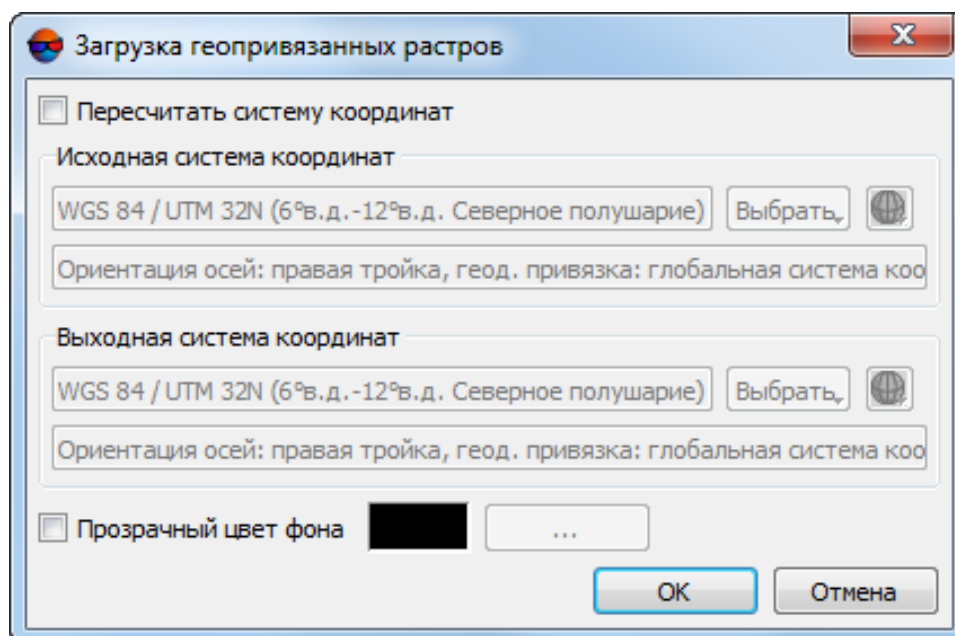 Загрузка геопривязанных растров
Пересчитать систему координат
Исходная система координат
WGS 84 / UTM 32N (6°в.д.-12°в.д. Северное полушарие) Выбрать
Ориентация осей: правая тройка, геод. привязка: глобальная система коо
Выходная система координат
WGS 84 / UTM 32N (6°в.д.-12°в.д. Северное полушарие) Выбрать
Ориентация осей: правая тройка, геод. привязка: глобальная система коо
Прозрачный цвет фона ...
OK Отмена